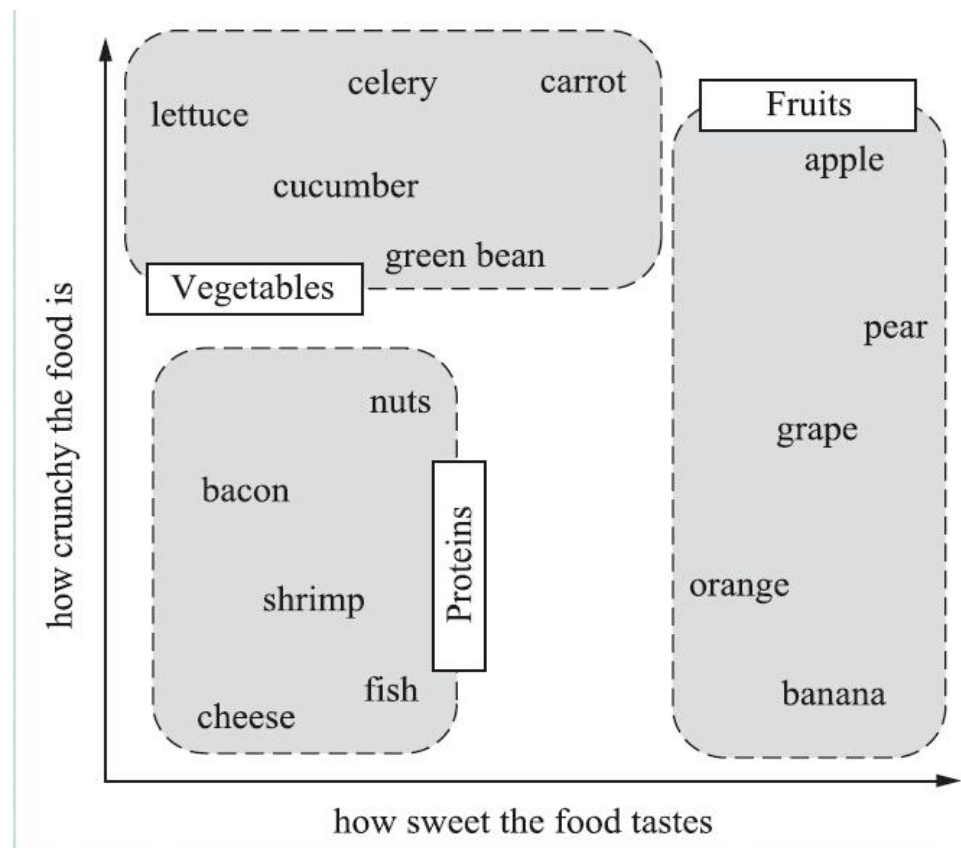 celery
carrot
lettuce
Fruits
apple
cucumber
green bean
Vegetables
pear
nuts
grape
bacon
how crunchy the food is
Proteins
shrimp
orange
fish
banana
cheese
how sweet the food tastes